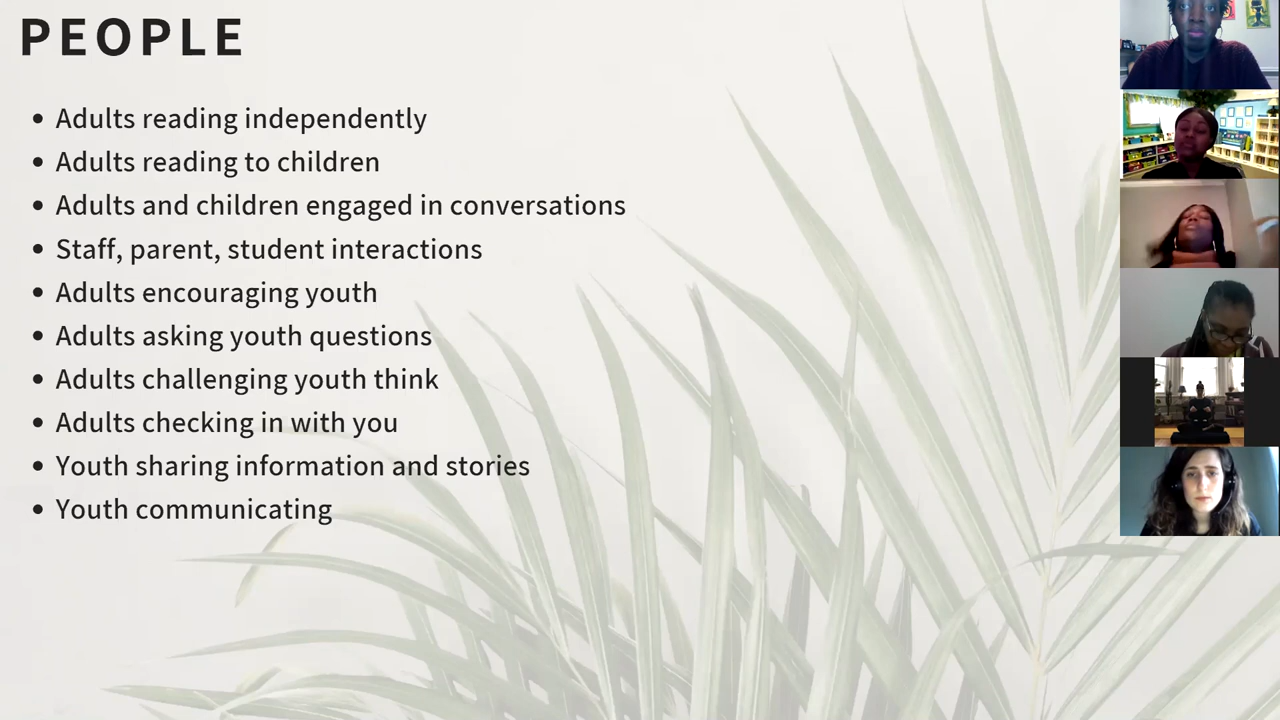 PEOPLE
• Adults reading independently
• Adults reading to children
• Adults and children engaged in conversations
• Staff, parent, student interactions
• Adults encouraging youth
• Adults asking youth questions
• Adults challenging youth think
• Adults checking in with you
• Youth sharing information and stories
• Youth communicating